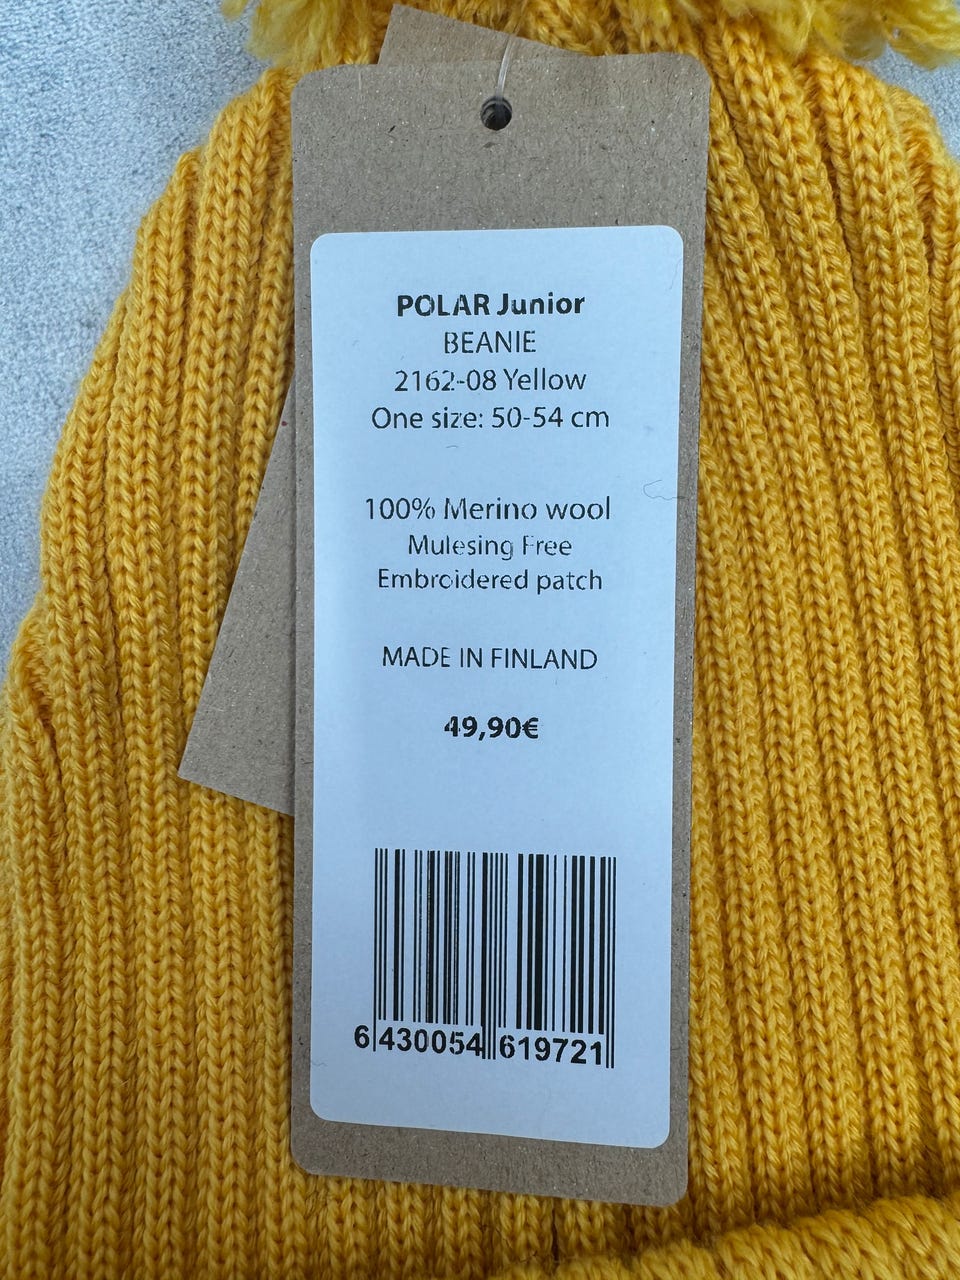 POLAR Junior
BEANIE
2162-08 Yellow
One size: 50-54 cm
100% Merino wool
Mulesing Free
Embroidered patch
MADE IN FINLAND
49,90€
6 430054 619721